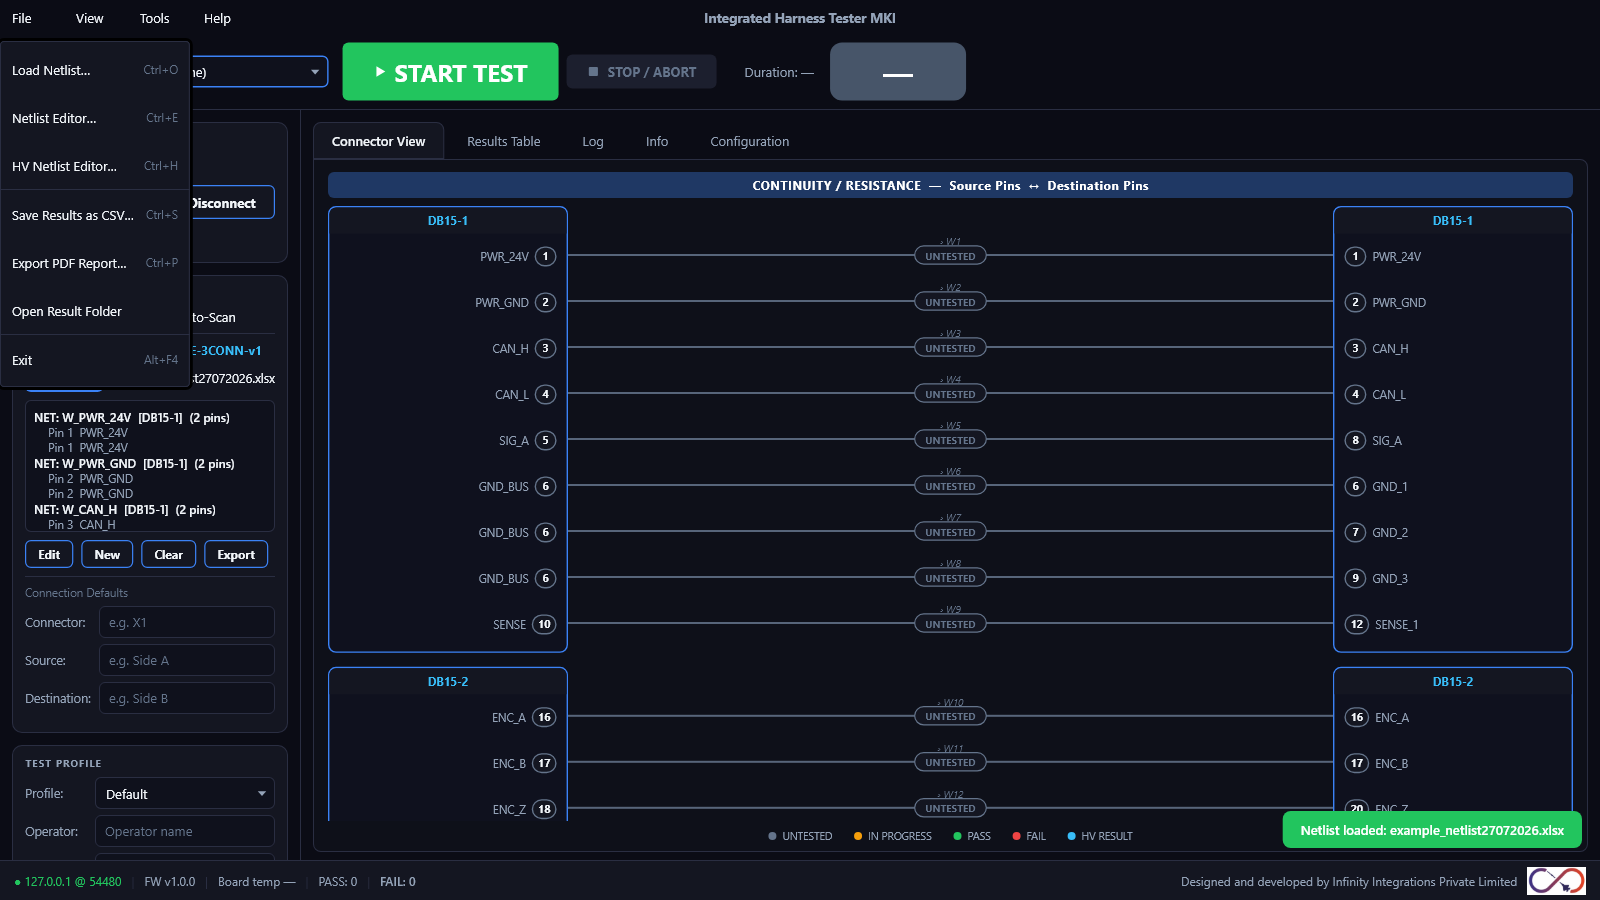 File View Tools Help
Integrated Harness Tester MKI
Load Netlist... Ctrl+O
Netlist Editor... Ctrl+E
HV Netlist Editor... Ctrl+H
Save Results as CSV... Ctrl+S
Export PDF Report... Ctrl+P
Open Result Folder
Exit Alt+F4
START TEST
STOP / ABORT
Duration: —
—
Disconnect
to-Scan
E-3CONN-v1
st27072026.xlsx
NET: W_PWR_24V [DB15-1] (2 pins)
Pin 1 PWR_24V
Pin 1 PWR_24V
NET: W_PWR_GND [DB15-1] (2 pins)
Pin 2 PWR_GND
Pin 2 PWR_GND
NET: W_CAN_H [DB15-1] (2 pins)
Pin 3 CAN_H
Edit New Clear Export
Connection Defaults
Connector: e.g. X1
Source: e.g. Side A
Destination: e.g. Side B
TEST PROFILE
Profile: Default
Operator: Operator name
Connector View Results Table Log Info Configuration
CONTINUITY / RESISTANCE — Source Pins ↔ Destination Pins
DB15-1 DB15-1
W1
PWR_24V 1 UNTESTED 1 PWR_24V
W2
PWR_GND 2 UNTESTED 2 PWR_GND
W3
CAN_H 3 UNTESTED 3 CAN_H
W4
CAN_L 4 UNTESTED 4 CAN_L
W5
SIG_A 5 UNTESTED 8 SIG_A
W6
GND_BUS 6 UNTESTED 6 GND_1
W7
GND_BUS 6 UNTESTED 7 GND_2
W8
GND_BUS 6 UNTESTED 9 GND_3
W9
SENSE 10 UNTESTED 12 SENSE_1
DB15-2 DB15-2
W10
ENC_A 16 UNTESTED 16 ENC_A
W11
ENC_B 17 UNTESTED 17 ENC_B
W12
ENC_Z 18 UNTESTED 20 ENC_Z
UNTESTED IN PROGRESS PASS FAIL HV RESULT
Netlist loaded: example_netlist27072026.xlsx
127.0.0.1 @ 54480 FW v1.0.0 Board temp — PASS: 0 FAIL: 0
Designed and developed by Infinity Integrations Private Limited